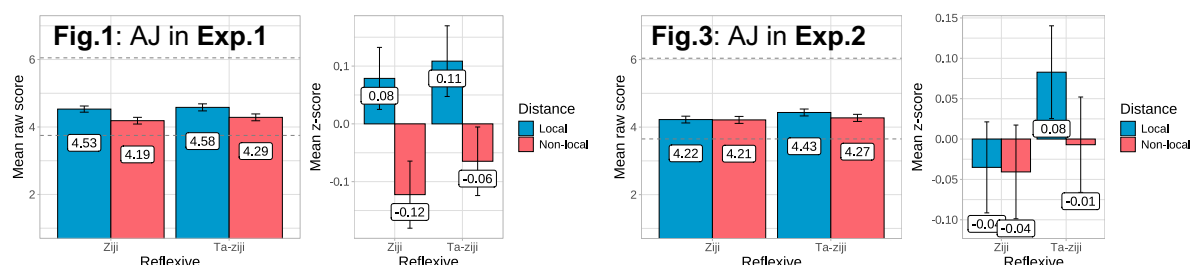 Fig.1: AJ in Exp.1
Mean raw score
6
4
2
4.53
4.19
4.58
4.29
Ziji
Ta-ziji
Reflexive
Mean z-score
0.1
0.0
-0.1
0.08
-0.12
0.11
-0.06
Ziji
Ta-ziji
Distance
Local
Non-local
Fig.3: AJ in Exp.2
Mean raw score
6
4
2
4.22
4.21
4.43
4.27
Ziji
Ta-ziji
Reflexive
Mean z-score
0.15
0.10
0.05
0.00
-0.05
-0.10
-0.04
-0.04
0.08
-0.01
Ziji
Ta-ziji
Distance
Local
Non-local